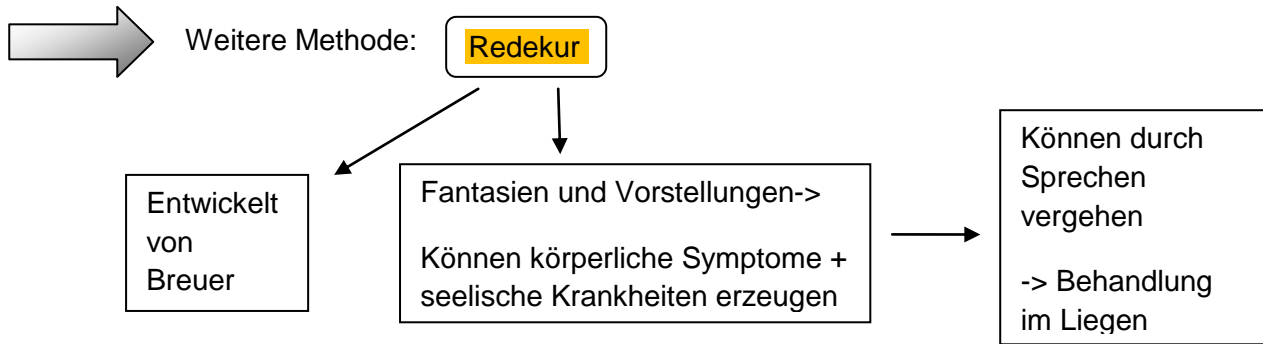 Weitere Methode:
Redekur
Entwickelt
von
Breuer
Fantasien und Vorstellungen->
Können körperliche Symptome +
seelische Krankheiten erzeugen
Können durch
Sprechen
vergehen
-> Behandlung
im Liegen